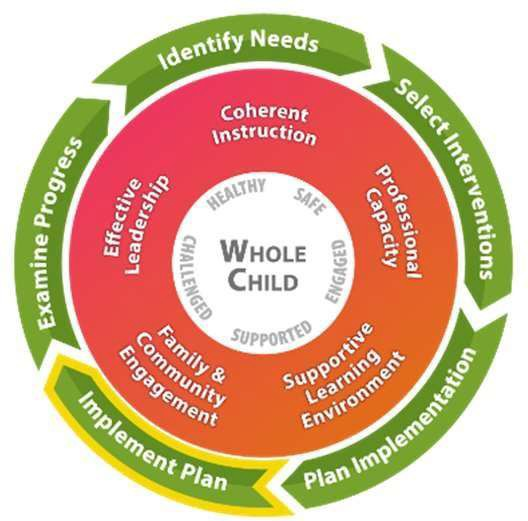 Identify Needs
Select Interventions
Plan Implementation
Implement Plan
Examine Progress
Coherent
Instruction
Professional
Capacity
Supportive
Learning
Environment
Family &
Community
Engagement
Effective
Leadership
HEALTHY
SAFE
ENGAGED
SUPPORTED
CHALLENGED
WHOLE
CHILD